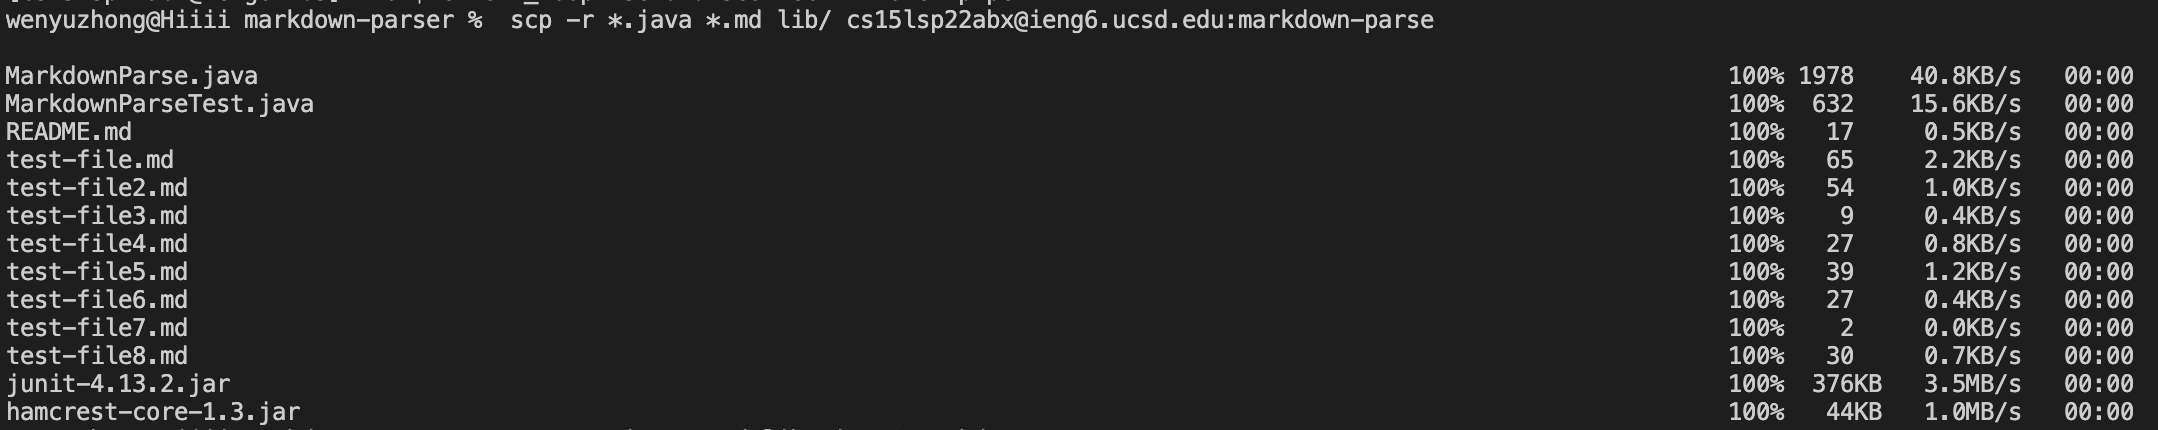 wenyuzhong@Hiiii markdown-parser %  scp -r *.java *.md lib/ cs15lsp22abx@ieng6.ucsd.edu:markdown-parse
MarkdownParse.java 100% 1978 40.8KB/s 00:00
MarkdownParseTest.java 100% 632 15.6KB/s 00:00
README.md 100% 17 0.5KB/s 00:00
test-file.md 100% 65 2.2KB/s 00:00
test-file2.md 100% 54 1.0KB/s 00:00
test-file3.md 100% 9 0.4KB/s 00:00
test-file4.md 100% 27 0.8KB/s 00:00
test-file5.md 100% 39 1.2KB/s 00:00
test-file6.md 100% 27 0.4KB/s 00:00
test-file7.md 100% 2 0.0KB/s 00:00
test-file8.md 100% 30 0.7KB/s 00:00
junit-4.13.2.jar 100% 376KB 3.5MB/s 00:00
hamcrest-core-1.3.jar 100% 44KB 1.0MB/s 00:00